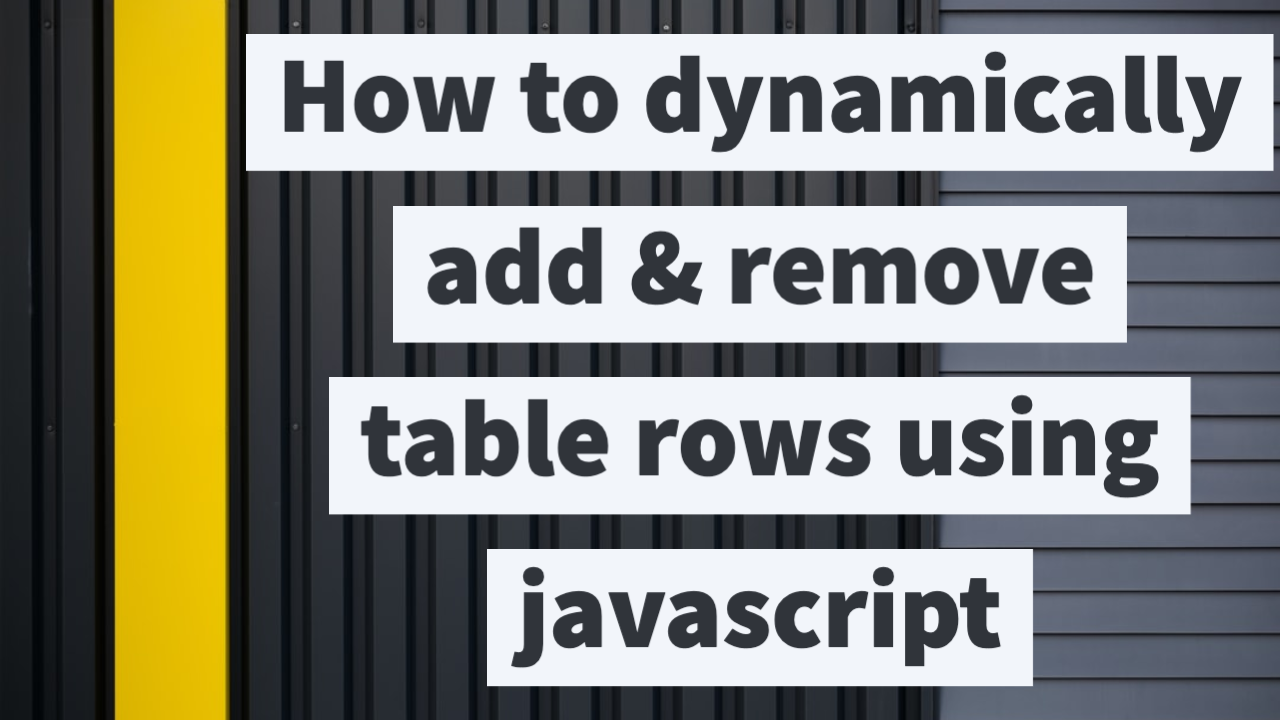 How to dynamically
add & remove
table rows using
javascript